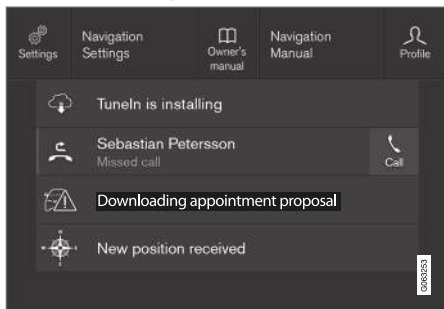 Settings
Navigation
Settings
Owner's
manual
Navigation
Manual
Profile
TuneIn is installing
Sebastian Petersson
Missed call
Call
Downloading appointment proposal
New position received
G063253